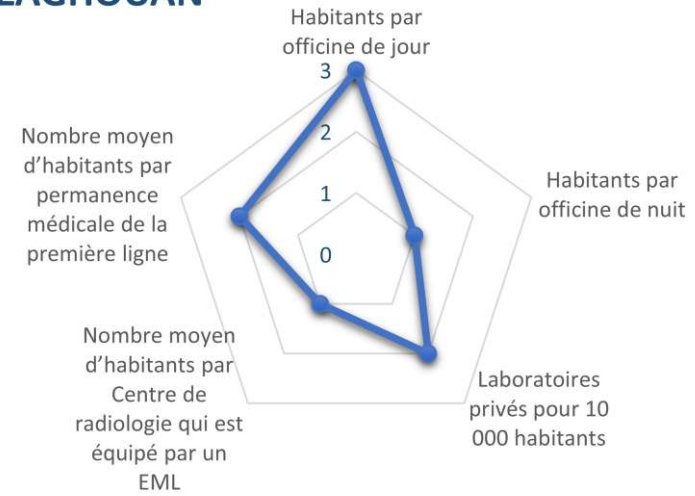 ZAGHOUAN
Habitants par
officine de jour
3
2
1
0
Habitants par
officine de nuit
Laboratoires
privés pour 10
000 habitants
Nombre moyen
d'habitants par
Centre de
radiologie qui est
équipé par un
EML
Nombre moyen
d'habitants par
permanence
médicale de la
première ligne